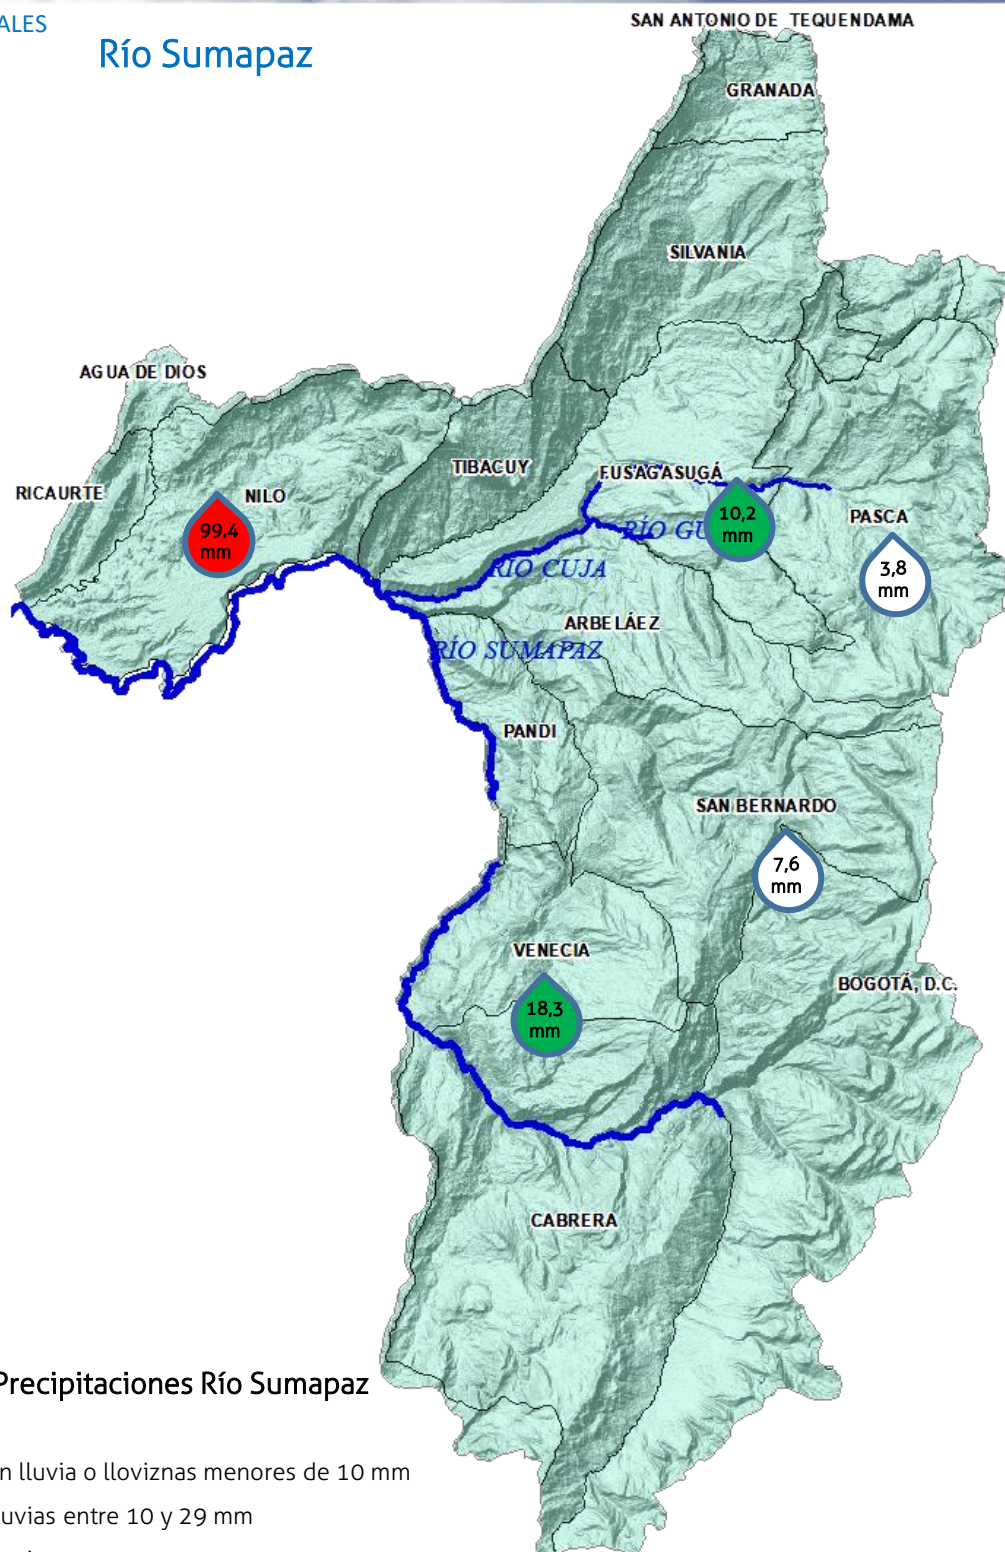 ALES
Río Sumapaz
SAN ANTONIO DE TEQUENDAMA
GRANADA
SILVANIA
AGUA DE DIOS
TIBACUY
FUSAGASUGÁ
RICAURTE
NILO
99,4
mm
10,2
mm
PASCA
RÍO GU
3,8
mm
RÍO CUJA
ARBELÁEZ
RÍO SUMAPAZ
PANDI
SAN BERNARDO
7,6
mm
VENECIA
BOGOTÁ, D.C.
18,3
mm
CABRERA
Precipitaciones Río Sumapaz
n lluvia o lloviznas menores de 10 mm
uvias entre 10 y 29 mm